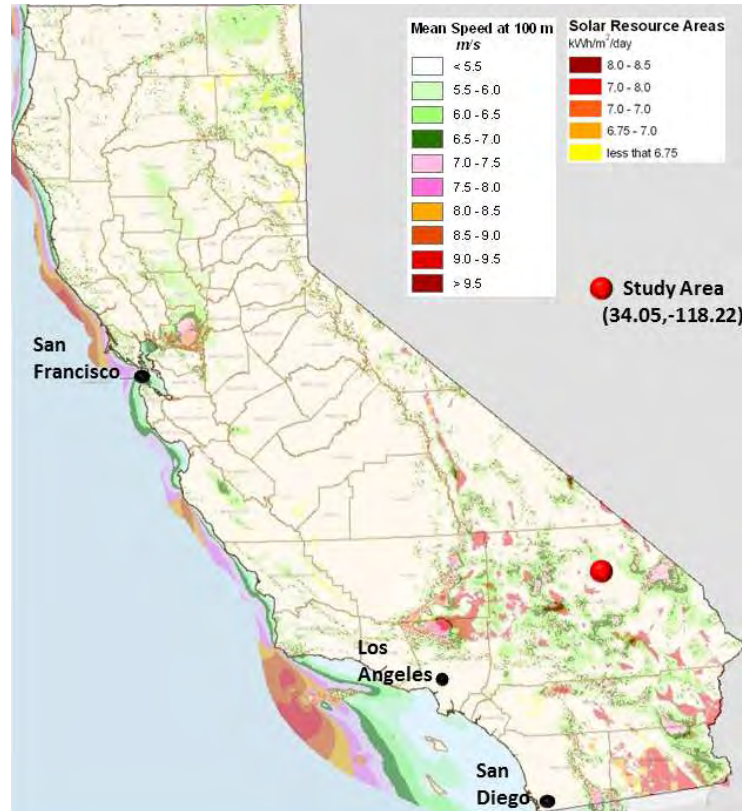 Mean Speed at 100 m
m/s
< 5.5
5.5 - 6.0
6.0 - 6.5
6.5 - 7.0
7.0 - 7.5
7.5 - 8.0
8.0 - 8.5
8.5 - 9.0
9.0 - 9.5
> 9.5
Solar Resource Areas
kWh/m²/day
8.0 - 8.5
7.0 - 8.0
7.0 - 7.0
6.75 - 7.0
less that 6.75
Study Area
(34.05,-118.22)
San
Francisco
Los
Angeles
San
Diego